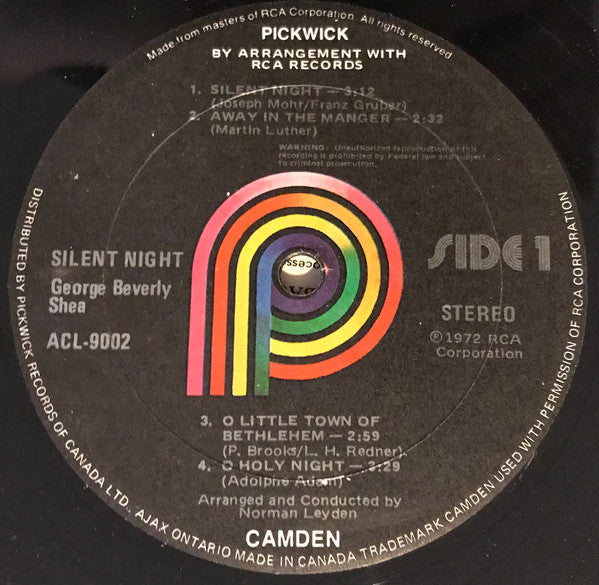 Made from masters of RCA Corporation All rights reserved
PICKWICK
BY ARRANGEMENT WITH
RCA RECORDS
1. SILENT NIGHT — 3:12
(Joseph Mohr/Franz Gruber)
2. AWAY IN THE MANGER — 2:32
(Martin Luther)
WARNING: Unauthorized reproduction of this
recording is prohibited by Federal law and subject
to criminal prosecution.
SILENT NIGHT
George Beverly
Shea
ACL-9002
SIDE 1
STEREO
℗1972 RCA
Corporation
ocess
3. O LITTLE TOWN OF
BETHLEHEM — 2:59
(P. Brooks/L. H. Redner).
4. O HOLY NIGHT — 3:29
(Adolphe Adam)
Arranged and Conducted by
Norman Leyden
CAMDEN
DISTRIBUTED BY PICKWICK RECORDS OF CANADA LTD., AJAX ONTARIO MADE IN CANADA TRADEMARK CAMDEN USED WITH PERMISSION OF RCA CORPORATION